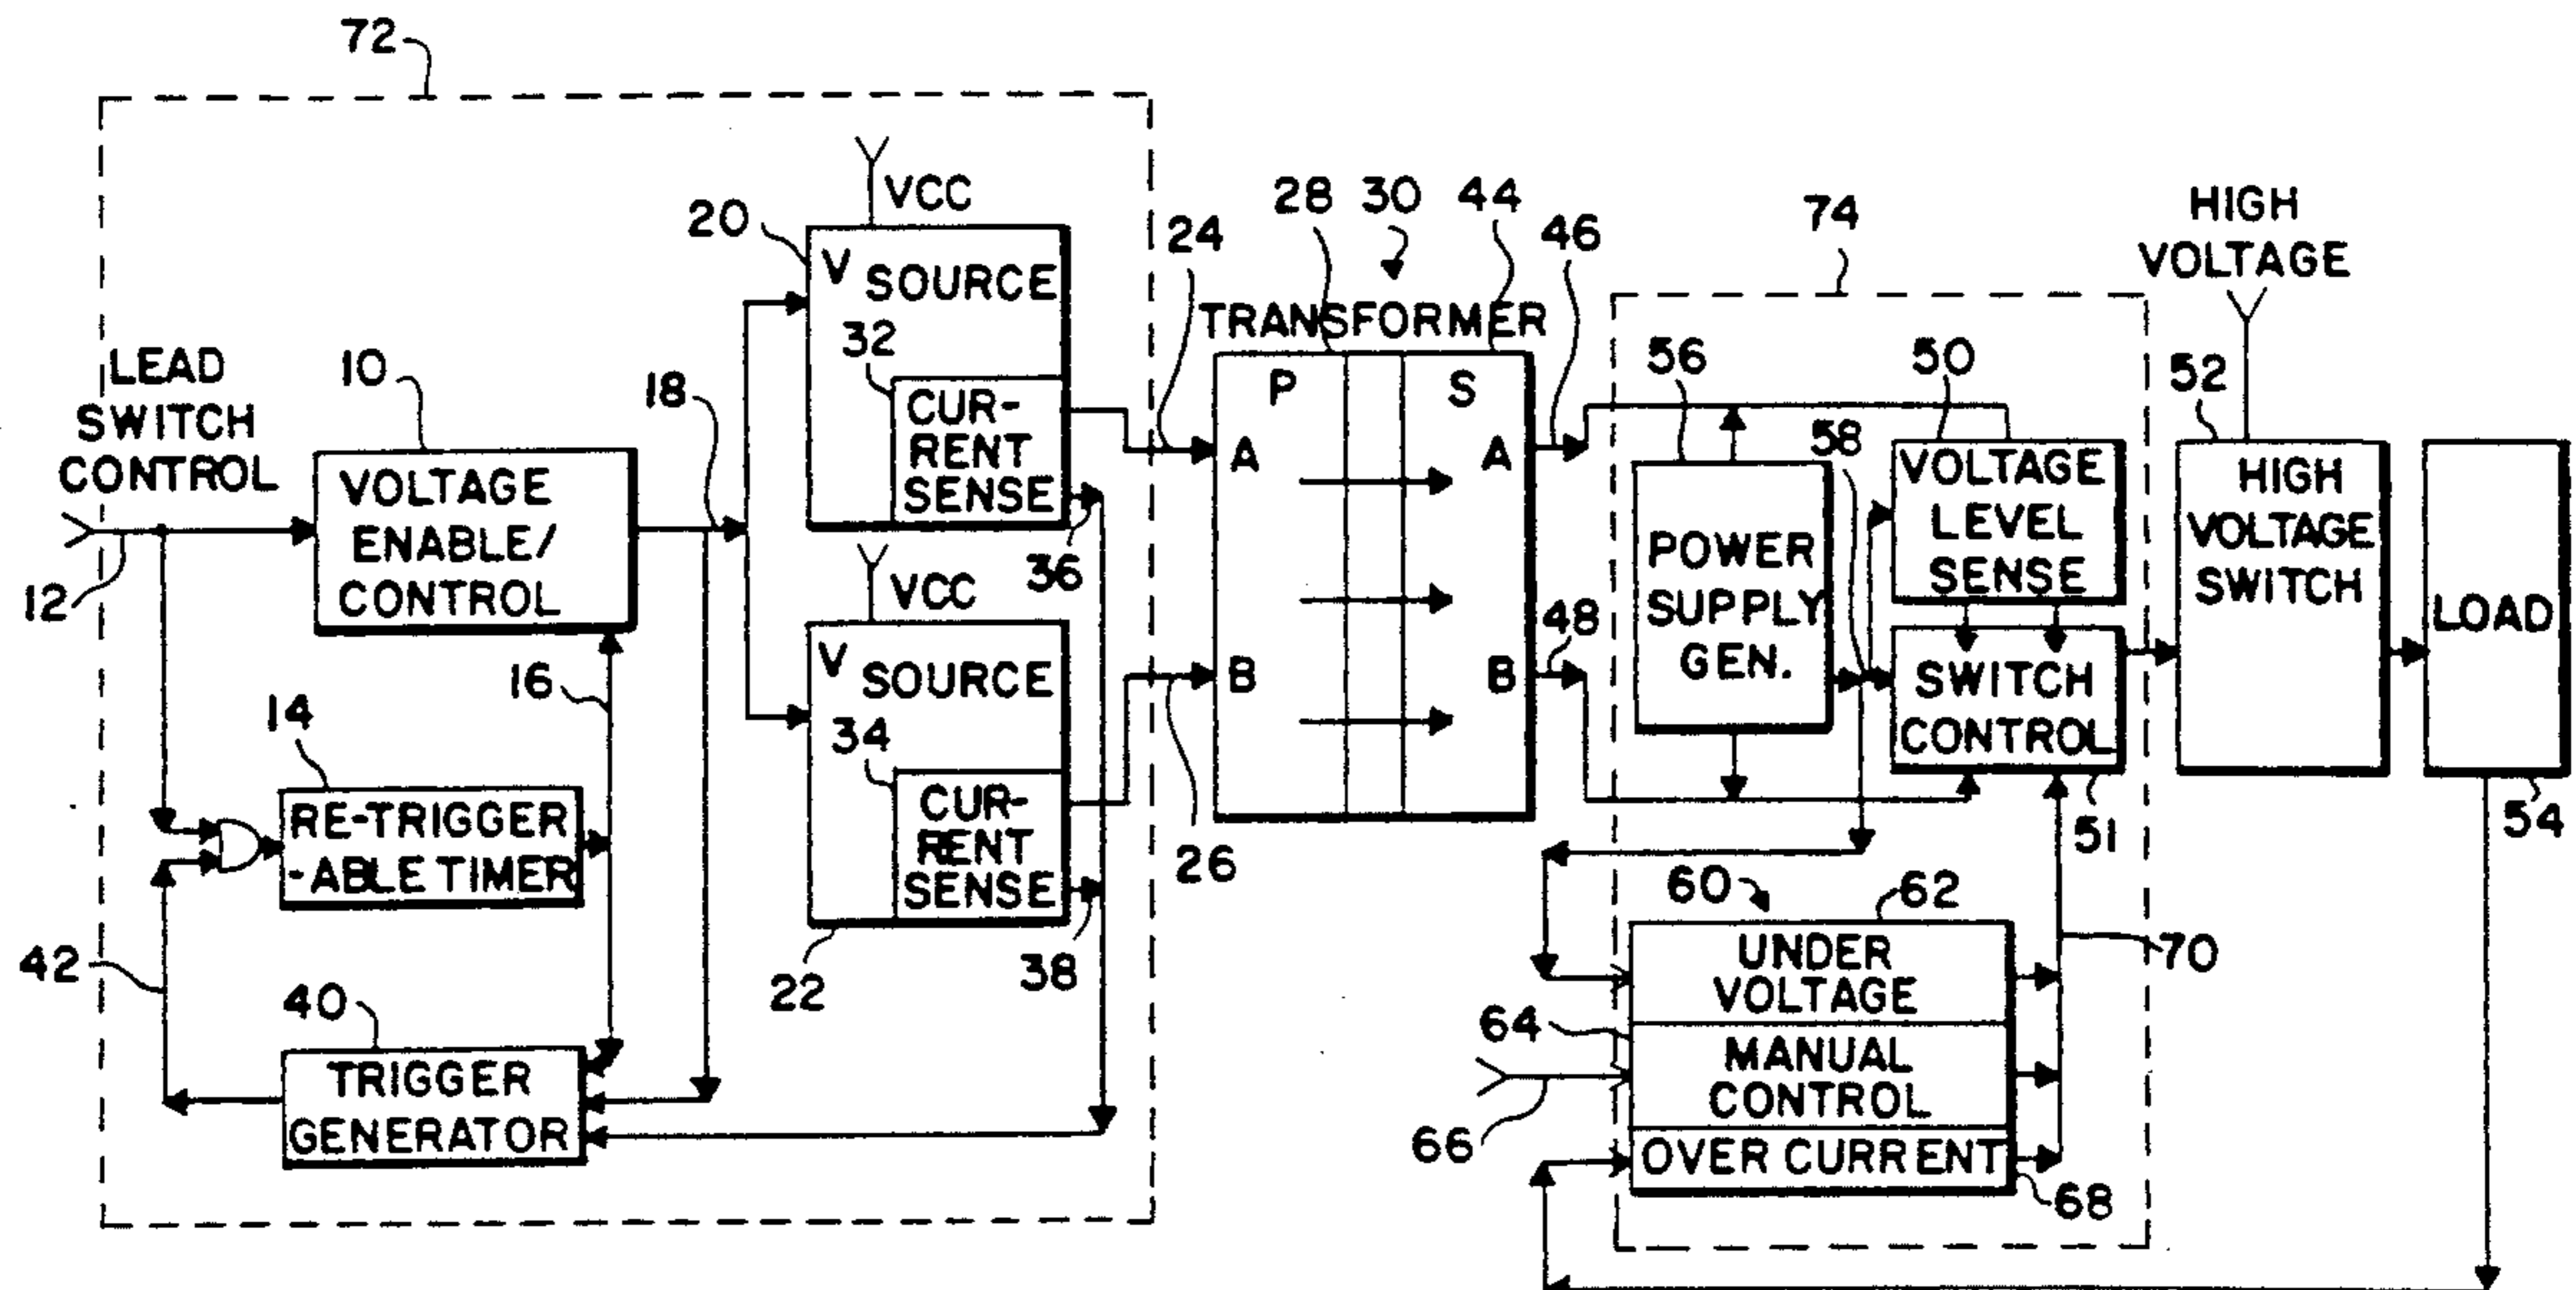 72
LEAD
SWITCH
CONTROL
12
10
VOLTAGE
ENABLE/
CONTROL
18
16
14
RE-TRIGGER
-ABLE TIMER
42
40
TRIGGER
GENERATOR
20
VCC
V
SOURCE
32
CUR-
RENT
SENSE
36
VCC
V
SOURCE
34
CUR-
RENT
SENSE
38
22
24
26
28
30
44
TRANSFORMER
P
S
A
A
B
B
46
48
74
56
POWER
SUPPLY
GEN.
58
50
VOLTAGE
LEVEL
SENSE
SWITCH
CONTROL
51
HIGH
VOLTAGE
52
HIGH
VOLTAGE
SWITCH
LOAD
54
60
62
UNDER
VOLTAGE
64
MANUAL
CONTROL
66
OVER CURRENT
68
70